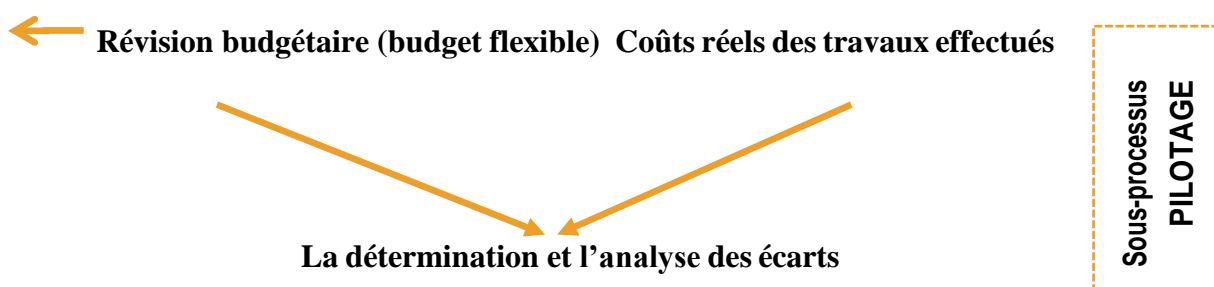 Révision budgétaire (budget flexible) Coûts réels des travaux effectués
La détermination et l’analyse des écarts
Sous-processus
PILOTAGE